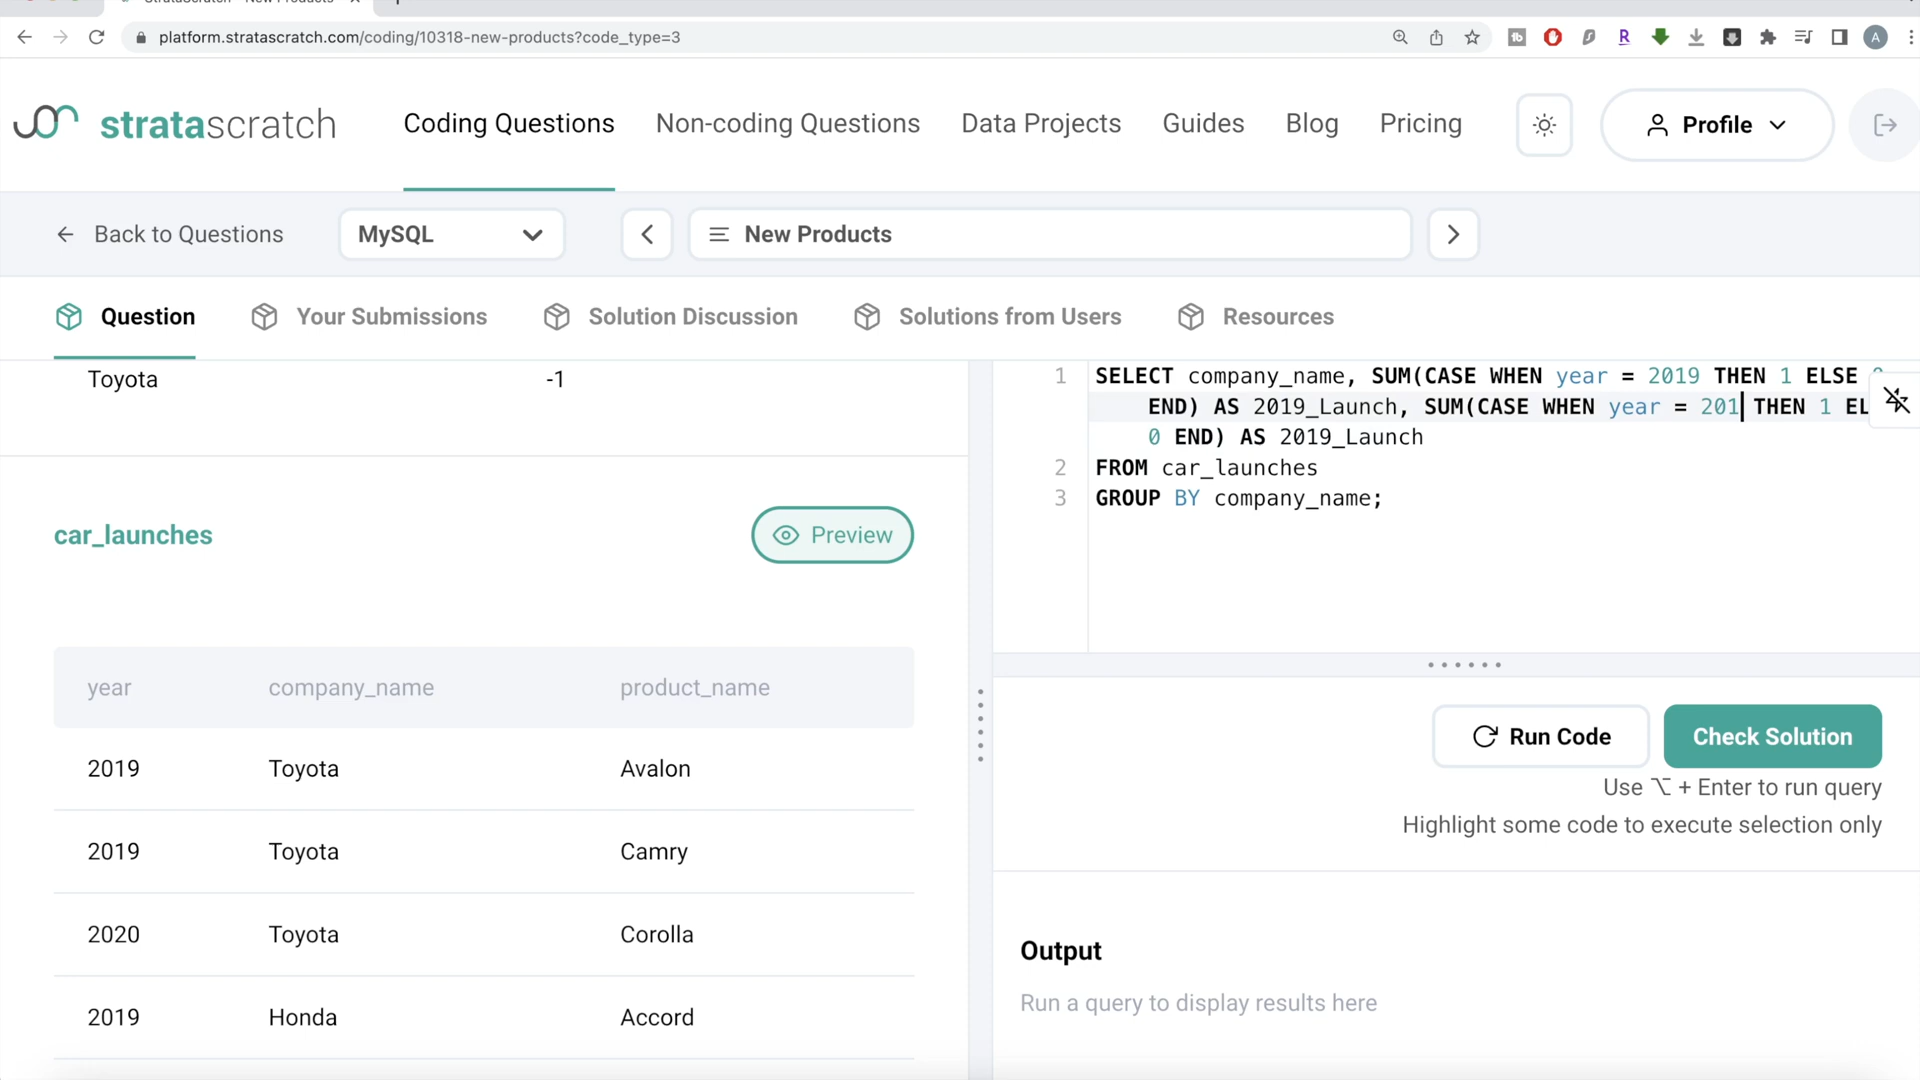 platform.stratascratch.com/coding/10318-new-products?code_type=3
A
stratascratch
Coding Questions
Non-coding Questions
Data Projects
Guides
Blog
Pricing
Profile
Back to Questions
MySQL
New Products
Question
Your Submissions
Solution Discussion
Solutions from Users
Resources
Toyota -1
car_launches
Preview
year company_name product_name
2019 Toyota Avalon
2019 Toyota Camry
2020 Toyota Corolla
2019 Honda Accord
1 SELECT company_name, SUM(CASE WHEN year = 2019 THEN 1 ELSE
END) AS 2019_Launch, SUM(CASE WHEN year = 201 THEN 1 EL
0 END) AS 2019_Launch
2 FROM car_launches
3 GROUP BY company_name;
Run Code
Check Solution
Use ⌥ + Enter to run query
Highlight some code to execute selection only
Output
Run a query to display results here